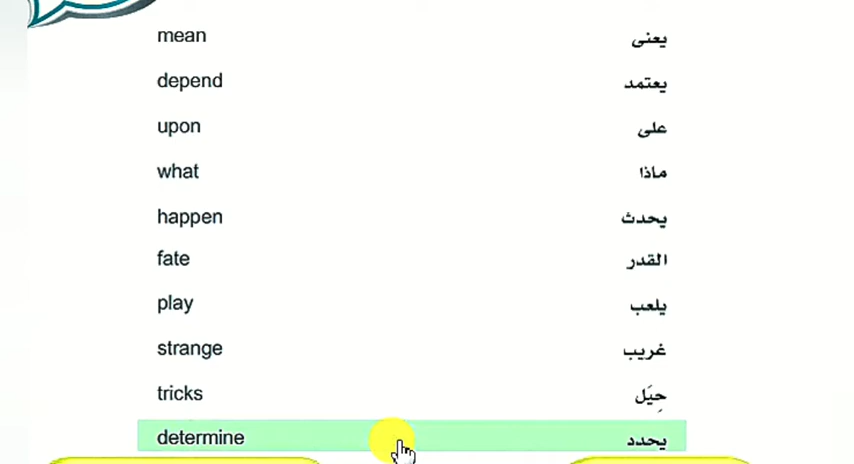 mean يعنى
depend يعتمد
upon على
what ماذا
happen يحدث
fate القدر
play يلعب
strange غريب
tricks حِيَل
determine يحدد